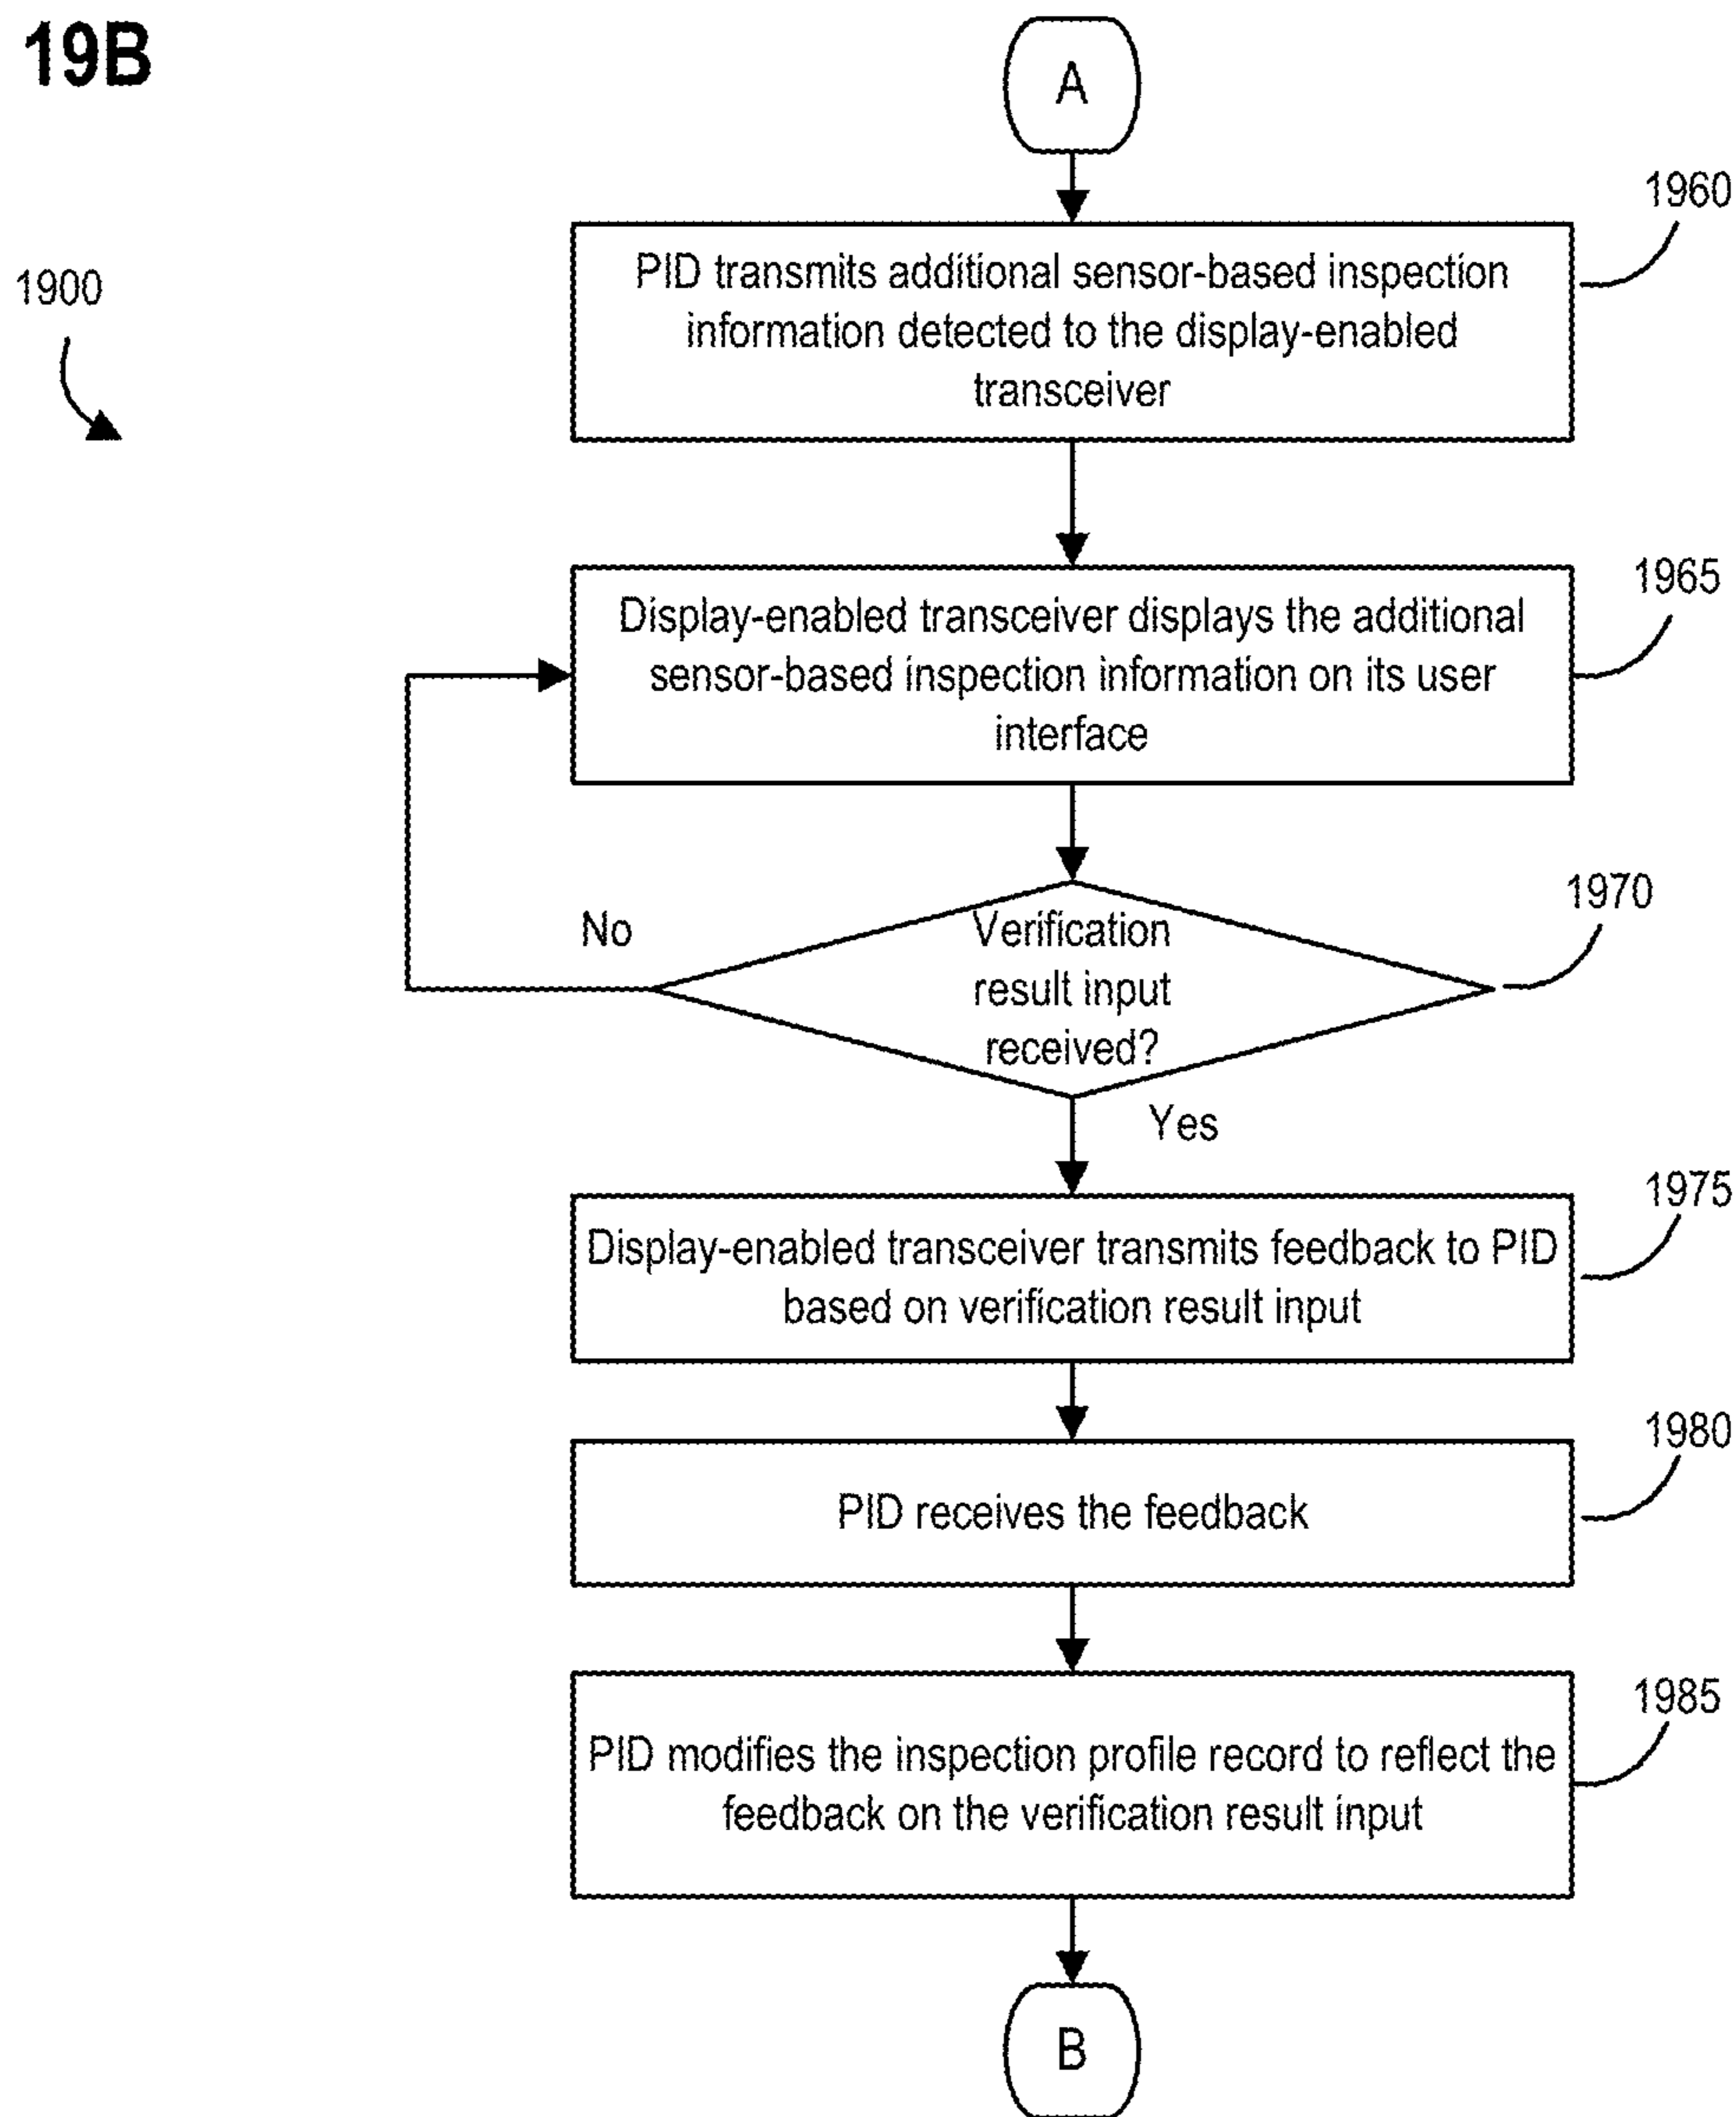 19B
A
1960
1900
PID transmits additional sensor-based inspection
information detected to the display-enabled
transceiver
1965
Display-enabled transceiver displays the additional
sensor-based inspection information on its user
interface
1970
No
Verification
result input
received?
Yes
1975
Display-enabled transceiver transmits feedback to PID
based on verification result input
1980
PID receives the feedback
1985
PID modifies the inspection profile record to reflect the
feedback on the verification result input
B